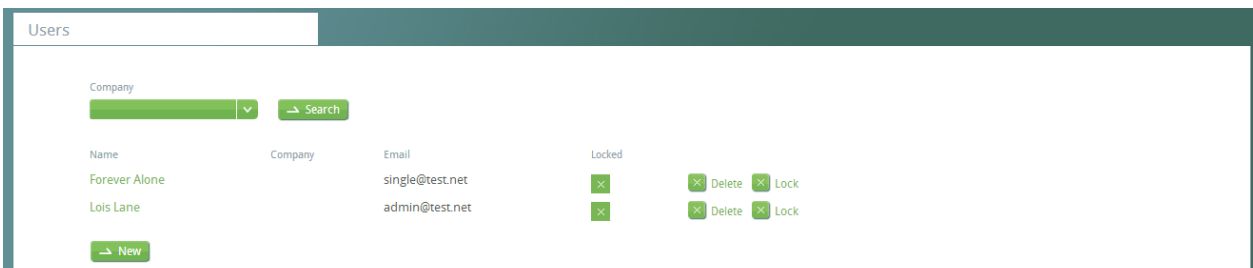 Users
Company
Search
Name Company Email Locked
Forever Alone single@test.net Delete Lock
Lois Lane admin@test.net Delete Lock
New